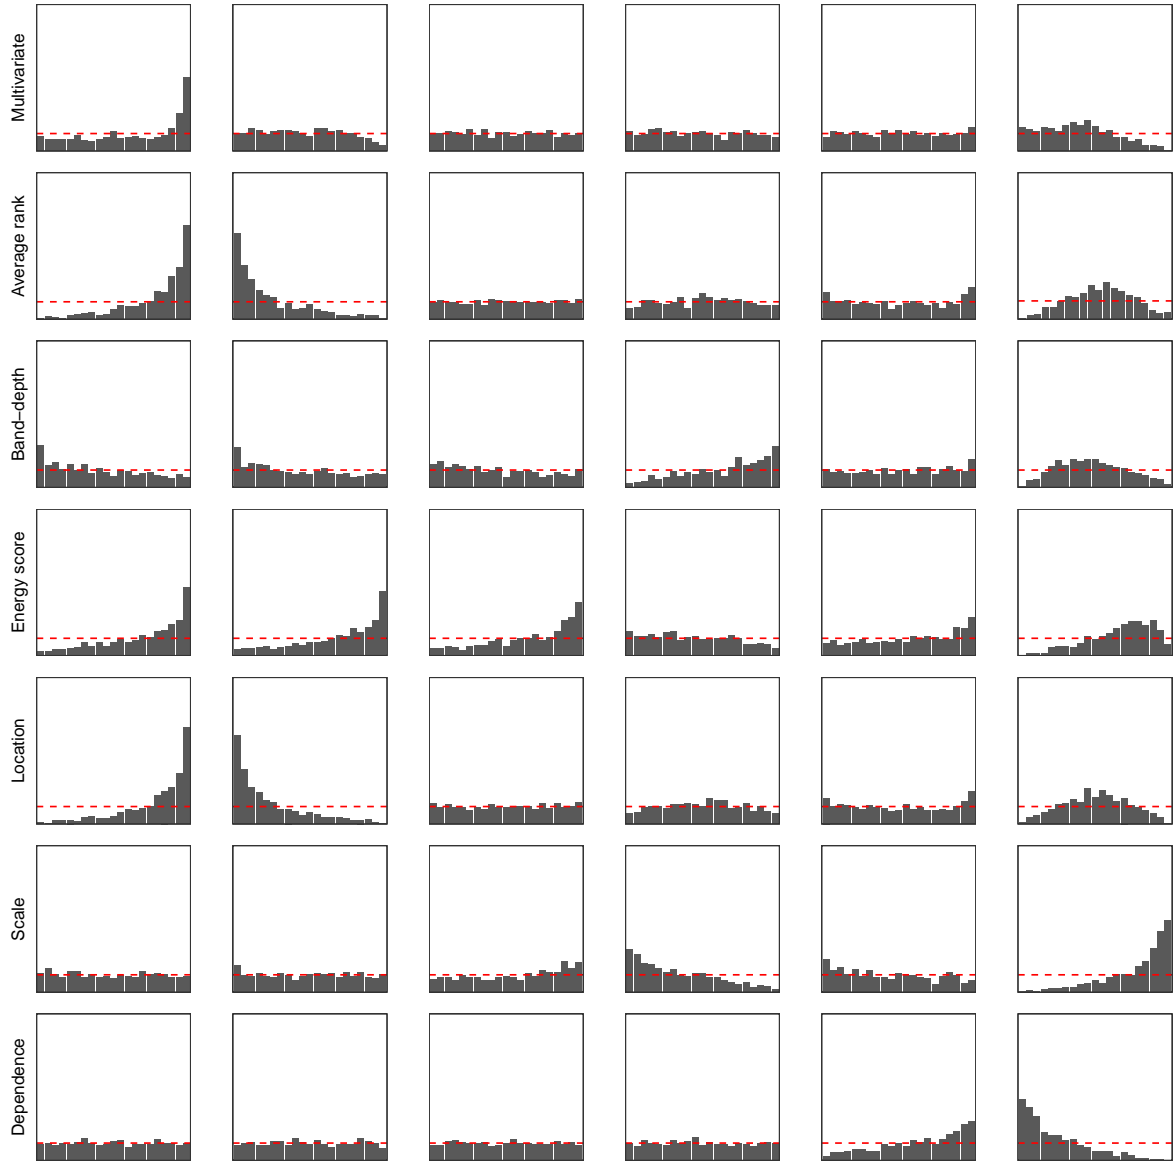 Multivariate
Average rank
Band−depth
Energy score
Location
Scale
Dependence